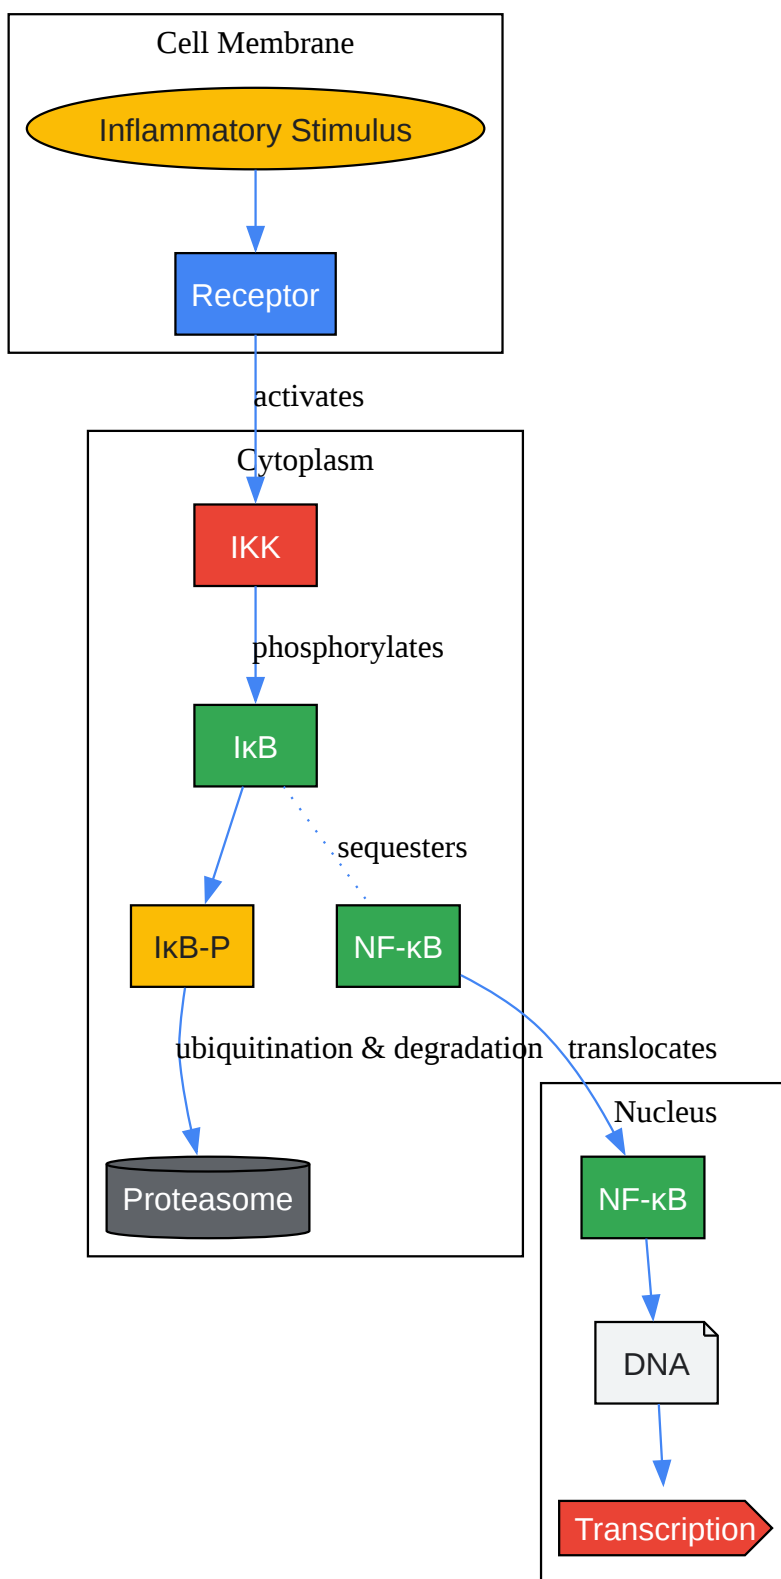 Cell Membrane
Inflammatory Stimulus
Receptor
activates
Cytoplasm
IKK
phosphorylates
IκB
sequesters
IκB-P
NF-κB
ubiquitination & degradation
translocates
Nucleus
Proteasome
NF-κB
DNA
Transcription